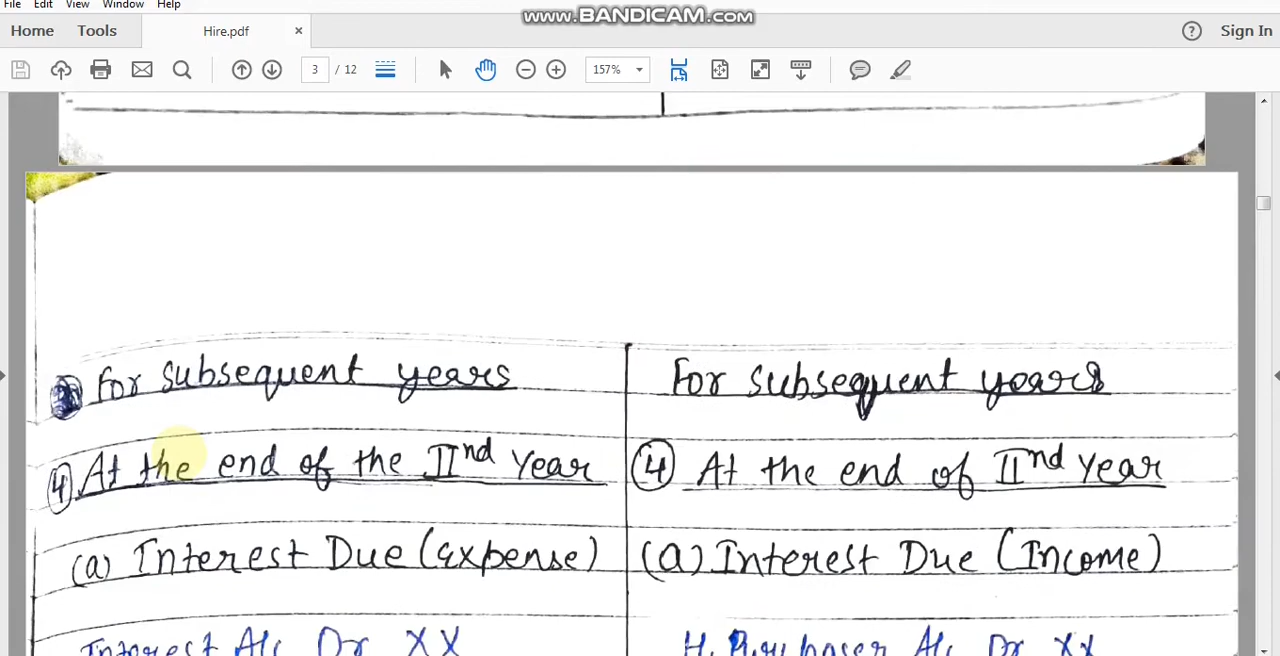 File Edit View Window Help
www.BANDICAM.com
Home Tools Hire.pdf × Sign In
3 / 12 157%
For subsequent years
For subsequent years
④ At the end of the IInd Year
④ At the end of IInd Year
(a) Interest Due (Expense)
(a) Interest Due (Income)
Interest A/c Dr XX
H. Purchaser A/c Dr XX